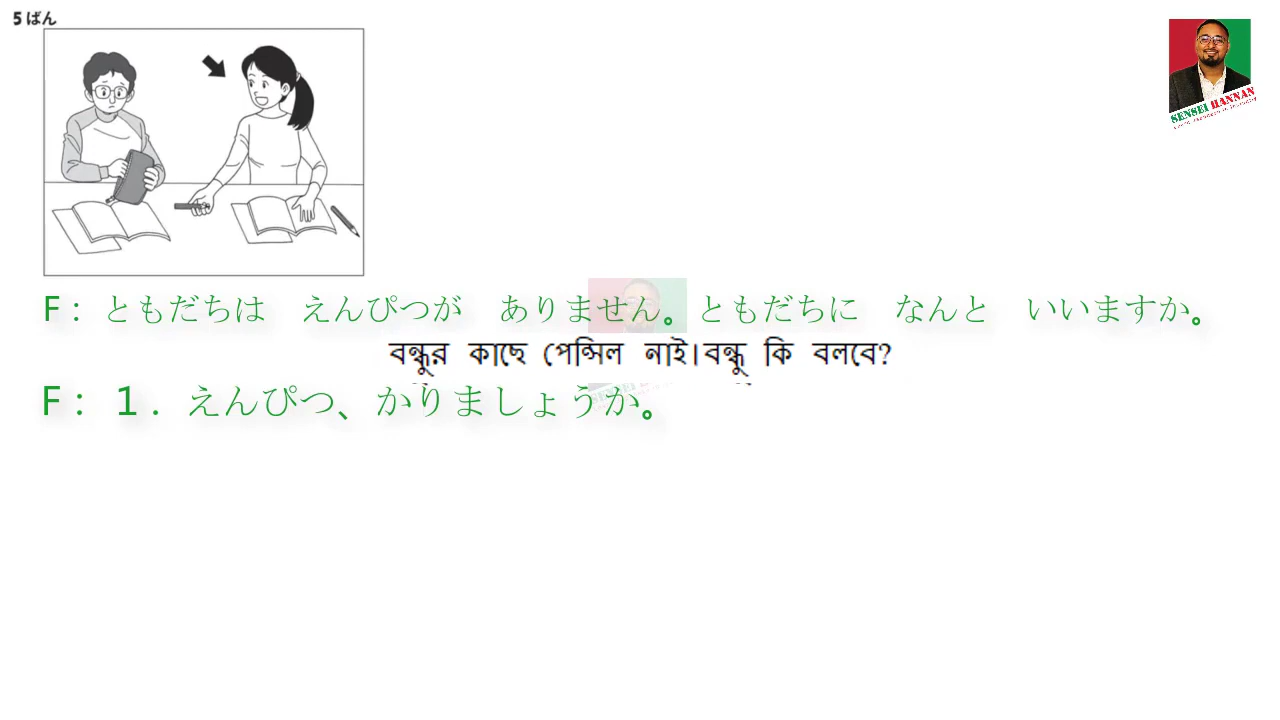 5 ばん
SENSEI HANNAN
F： ともだちは　えんぴつが　ありません。ともだちに　なんと　いいますか。
বন্ধুর কাছে পেন্সিল নাই।বন্ধু কি বলবে?
F： 1 . えんぴつ、かりましょうか。